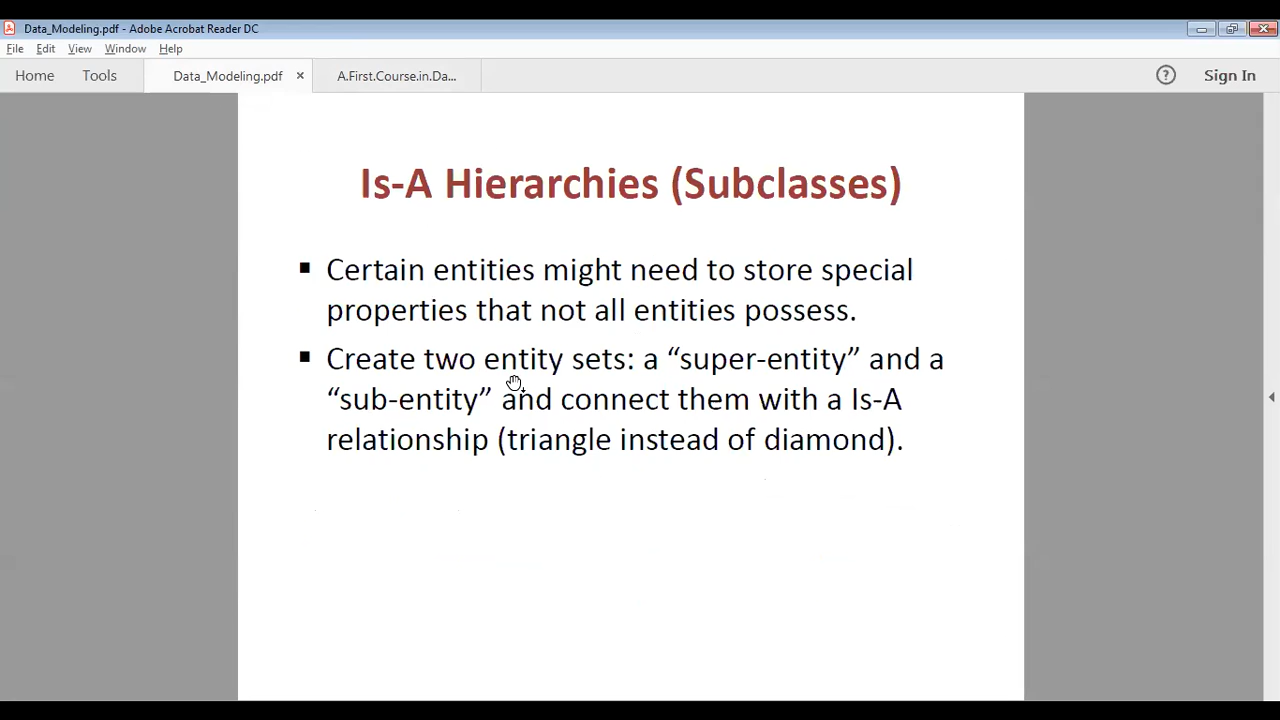 Data_Modeling.pdf - Adobe Acrobat Reader DC
File Edit View Window Help
Home Tools Data_Modeling.pdf × A.First.Course.in.Da... ? Sign In
Is-A Hierarchies (Subclasses)
▪ Certain entities might need to store special
properties that not all entities possess.
▪ Create two entity sets: a “super-entity” and a
“sub-entity” and connect them with a Is-A
relationship (triangle instead of diamond).